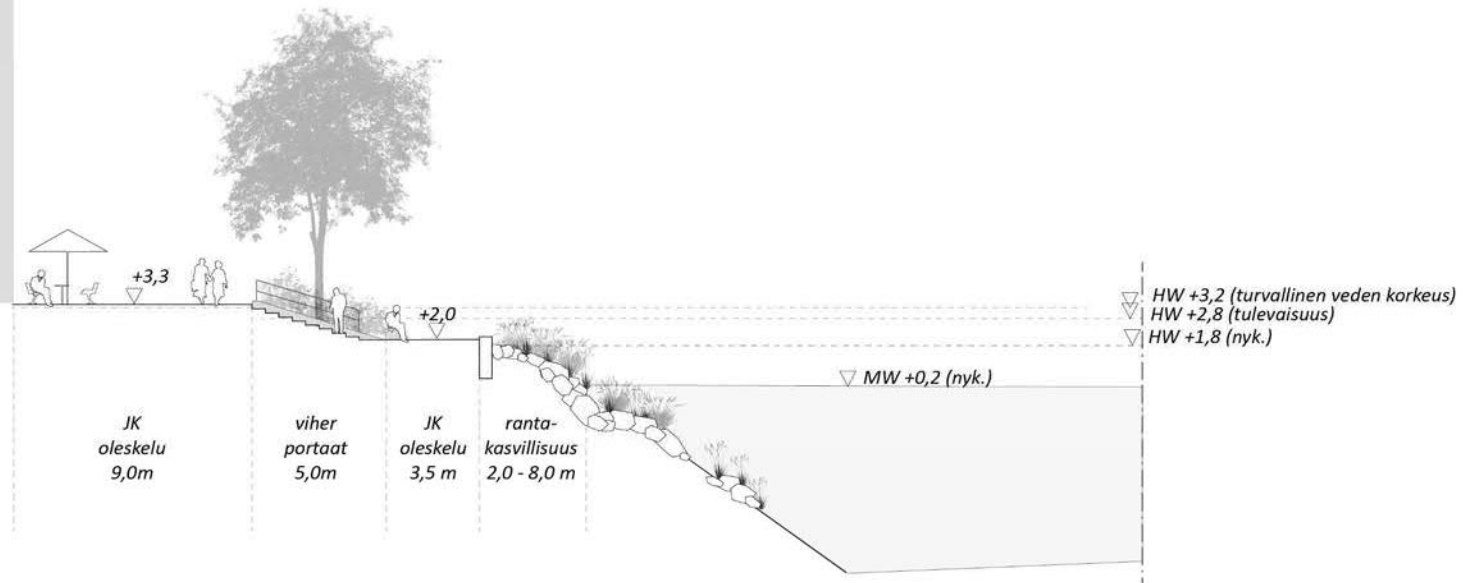 +3,3
+2,0
HW +3,2 (turvallinen veden korkeus)
HW +2,8 (tulevaisuus)
HW +1,8 (nyk.)
MW +0,2 (nyk.)
JK
oleskelu
9,0m
viher
portaat
5,0m
JK
oleskelu
3,5 m
ranta-
kasvillisuus
2,0 - 8,0 m